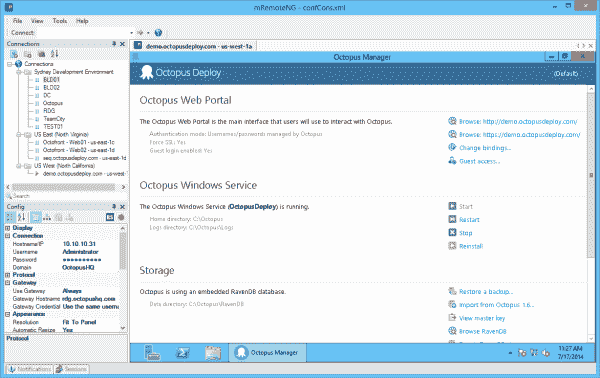 mRemoteNG - confCons.xml
File View Tools Help
Connect:
Connections
Connections
Sydney Development Environment
BLD01
BLD02
DC
Octopus
RDG
TeamCity
TEST01
US East (North Virginia)
Octofront - Web01 - us-east-1c
Octofront - Web02 - us-east-1d
seq.octopusdeploy.com - us-east-1d
US West (North California)
demo.octopusdeploy.com - us-west-1a
Search
Config
Display
Connection
Hostname/IP 10.10.10.31
Username Administrator
Password
Domain OctopusHQ
Protocol
Gateway
Use Gateway Always
Gateway Hostname rdg.octopushq.com
Gateway Credential Use the same userna
Appearance
Resolution Fit To Panel
Automatic Resize Yes
Protocol
Notifications Sessions
demo.octopusdeploy.com - us-west-1a
Octopus Manager
Octopus Deploy (Default)
Octopus Web Portal
The Octopus Web Portal is the main interface that users will use to interact with Octopus.
Authentication mode: Usernames/passwords managed by Octopus
Force SSL: Yes
Guest login enabled: Yes
Browse: http://demo.octopusdeploy.com/
Browse: https://demo.octopusdeploy.com/
Change bindings...
Guest access...
Octopus Windows Service
The Octopus Windows Service (OctopusDeploy) is running.
Home directory: C:\Octopus
Logs directory: C:\Octopus\Logs
Start
Restart
Stop
Reinstall
Storage
Octopus is using an embedded RavenDB database.
Data directory: C:\Octopus\RavenDB
Restore a backup...
Import from Octopus 1.6...
View master key
Browse RavenDB
Octopus Manager
11:27 AM
7/17/2014